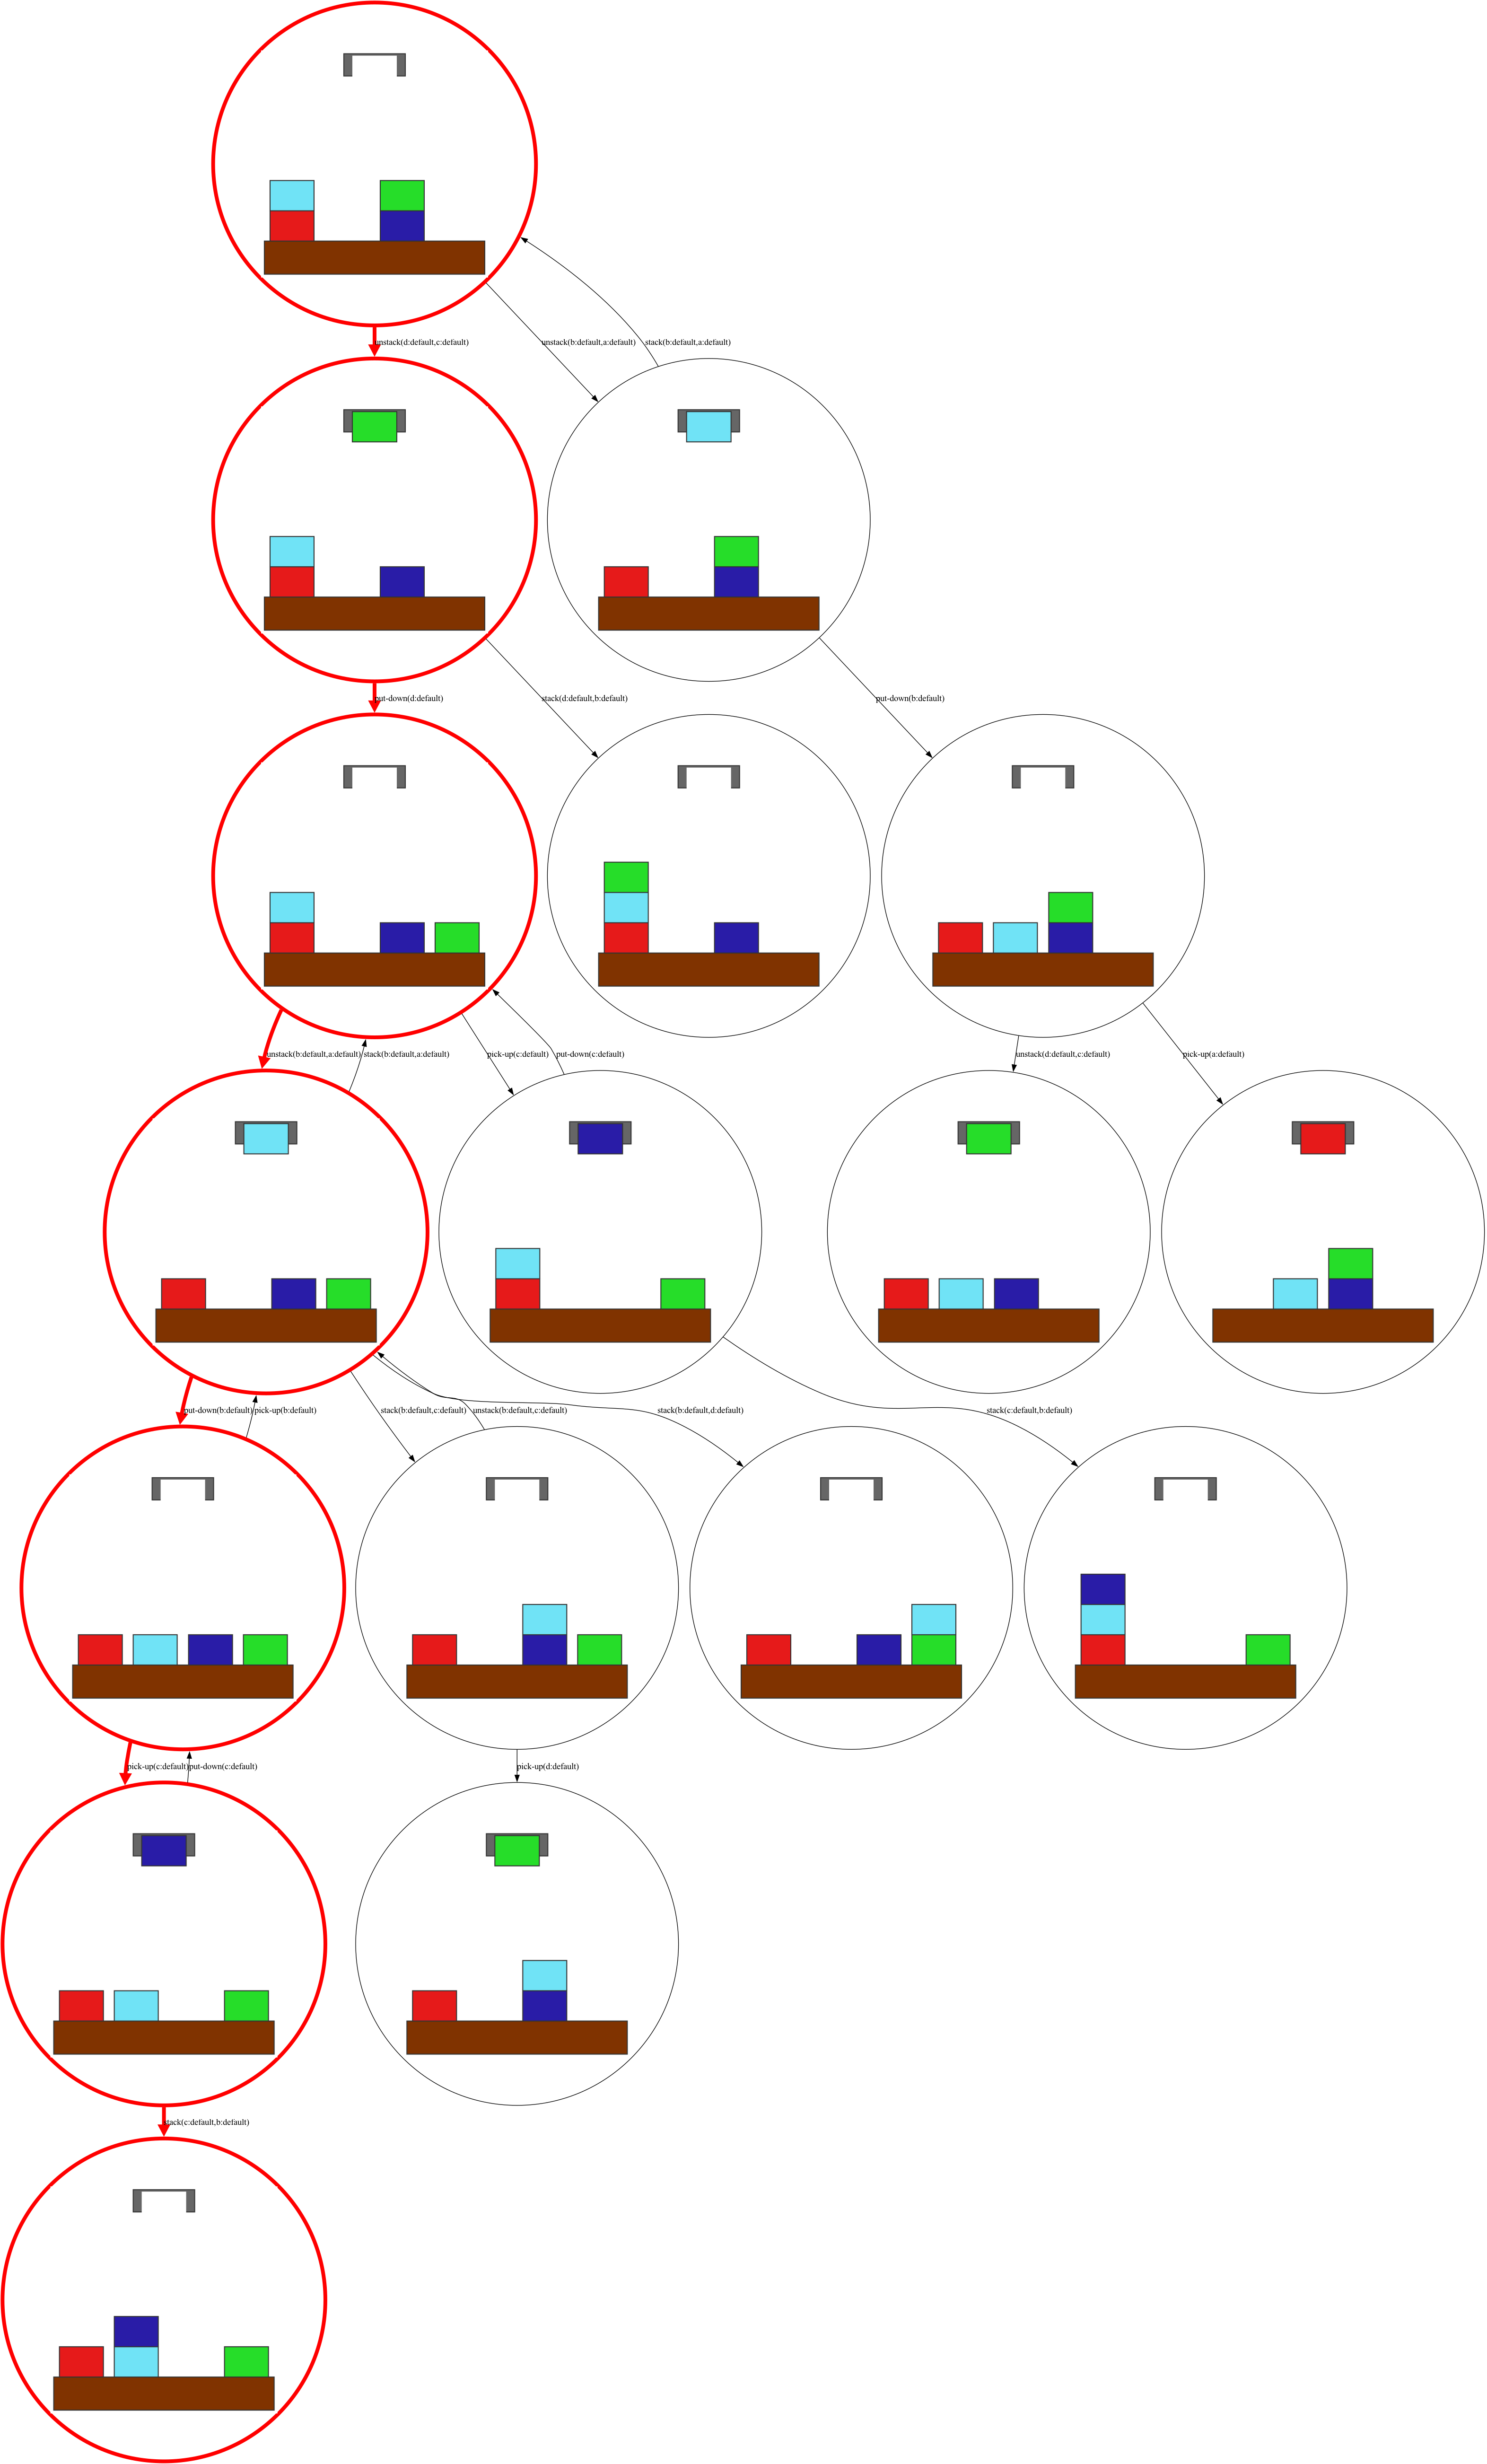 unstack(d:default,c:default)
unstack(b:default,a:default)
stack(b:default,a:default)
put-down(d:default)
stack(d:default,b:default)
put-down(b:default)
unstack(b:default,a:default)
stack(b:default,a:default)
pick-up(c:default)
put-down(c:default)
unstack(d:default,c:default)
pick-up(a:default)
put-down(b:default)
pick-up(b:default)
stack(b:default,c:default)
unstack(b:default,c:default)
stack(b:default,d:default)
stack(c:default,b:default)
pick-up(c:default)
put-down(c:default)
pick-up(d:default)
stack(c:default,b:default)